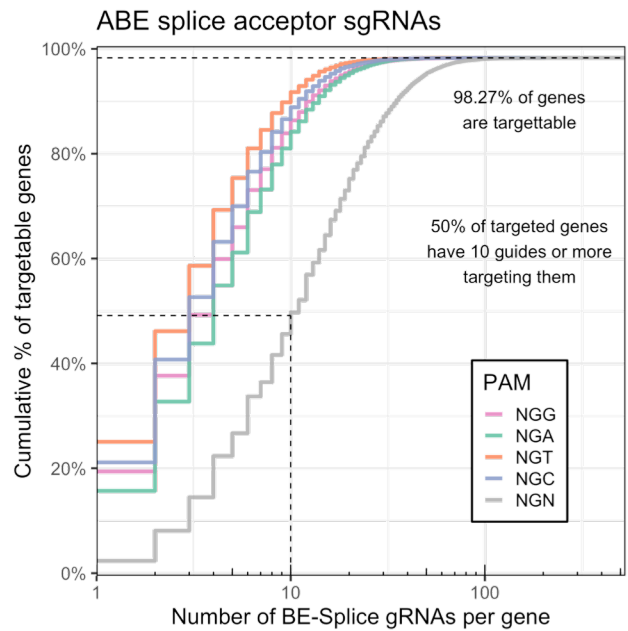 ABE splice acceptor sgRNAs
Cumulative % of targetable genes
100%
80%
60%
40%
20%
0%
98.27% of genes
are targettable
50% of targeted genes
have 10 guides or more
targeting them
PAM
NGG
NGA
NGT
NGC
NGN
1
10
100
Number of BE-Splice gRNAs per gene